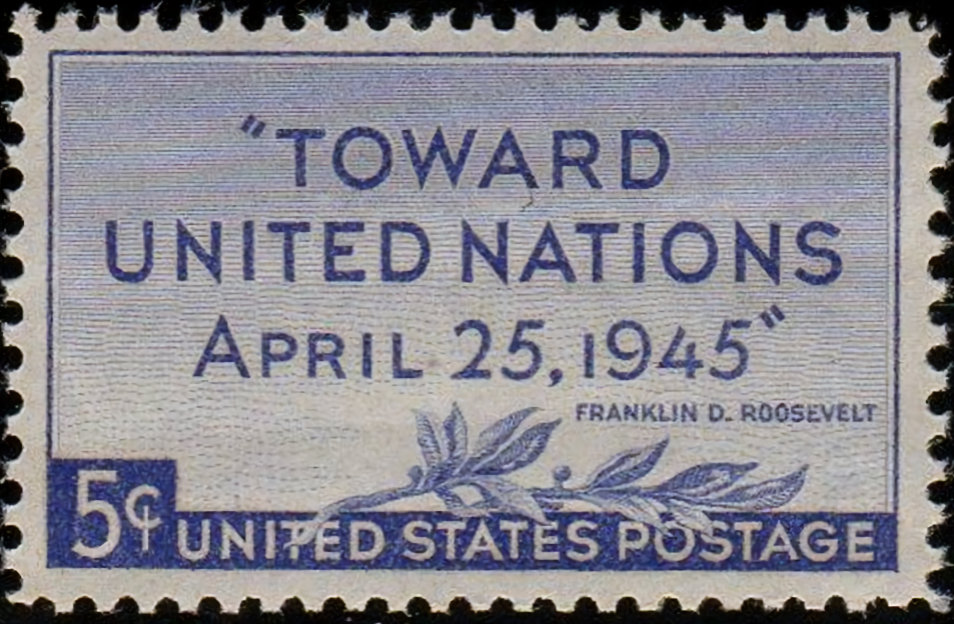 "TOWARD
UNITED NATIONS
APRIL 25, 1945"
FRANKLIN D. ROOSEVELT
5¢
UNITED STATES POSTAGE